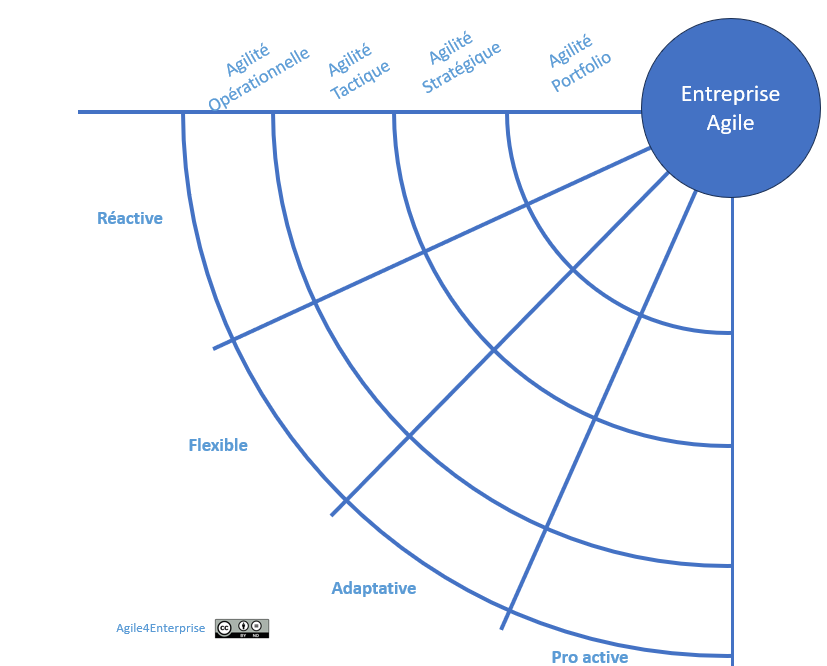 Agilité
Opérationnelle
Agilité
Tactique
Agilité
Stratégique
Agilité
Portfolio
Entreprise
Agile
Réactive
Flexible
Adaptative
Agile4Enterprise
cc
BY ND
Pro active